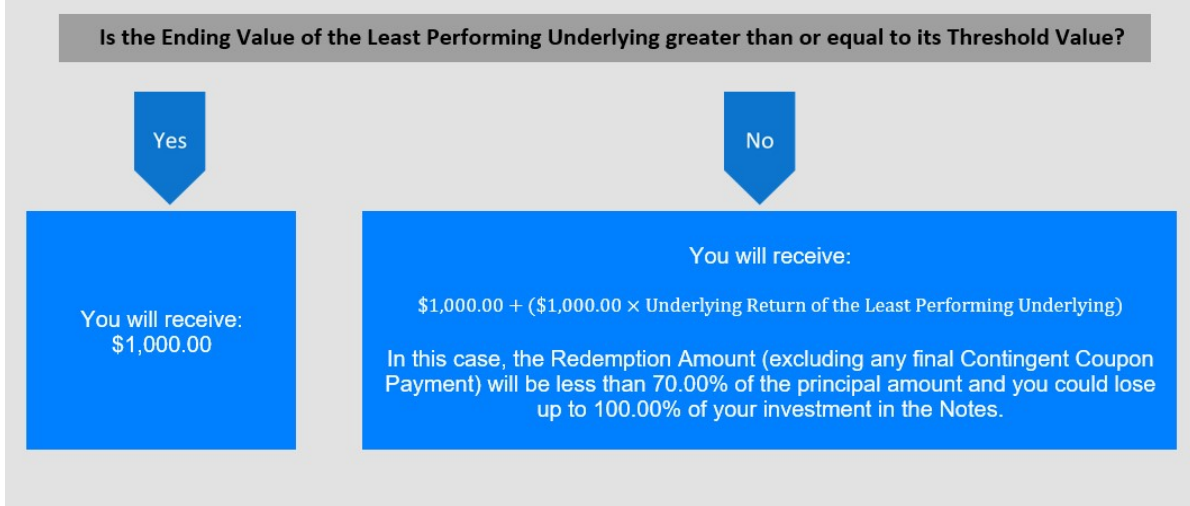 Is the Ending Value of the Least Performing Underlying greater than or equal to its Threshold Value?
Yes
No
You will receive:
$1,000.00
You will receive:
$1,000.00 + ($1,000.00 × Underlying Return of the Least Performing Underlying)
In this case, the Redemption Amount (excluding any final Contingent Coupon
Payment) will be less than 70.00% of the principal amount and you could lose
up to 100.00% of your investment in the Notes.